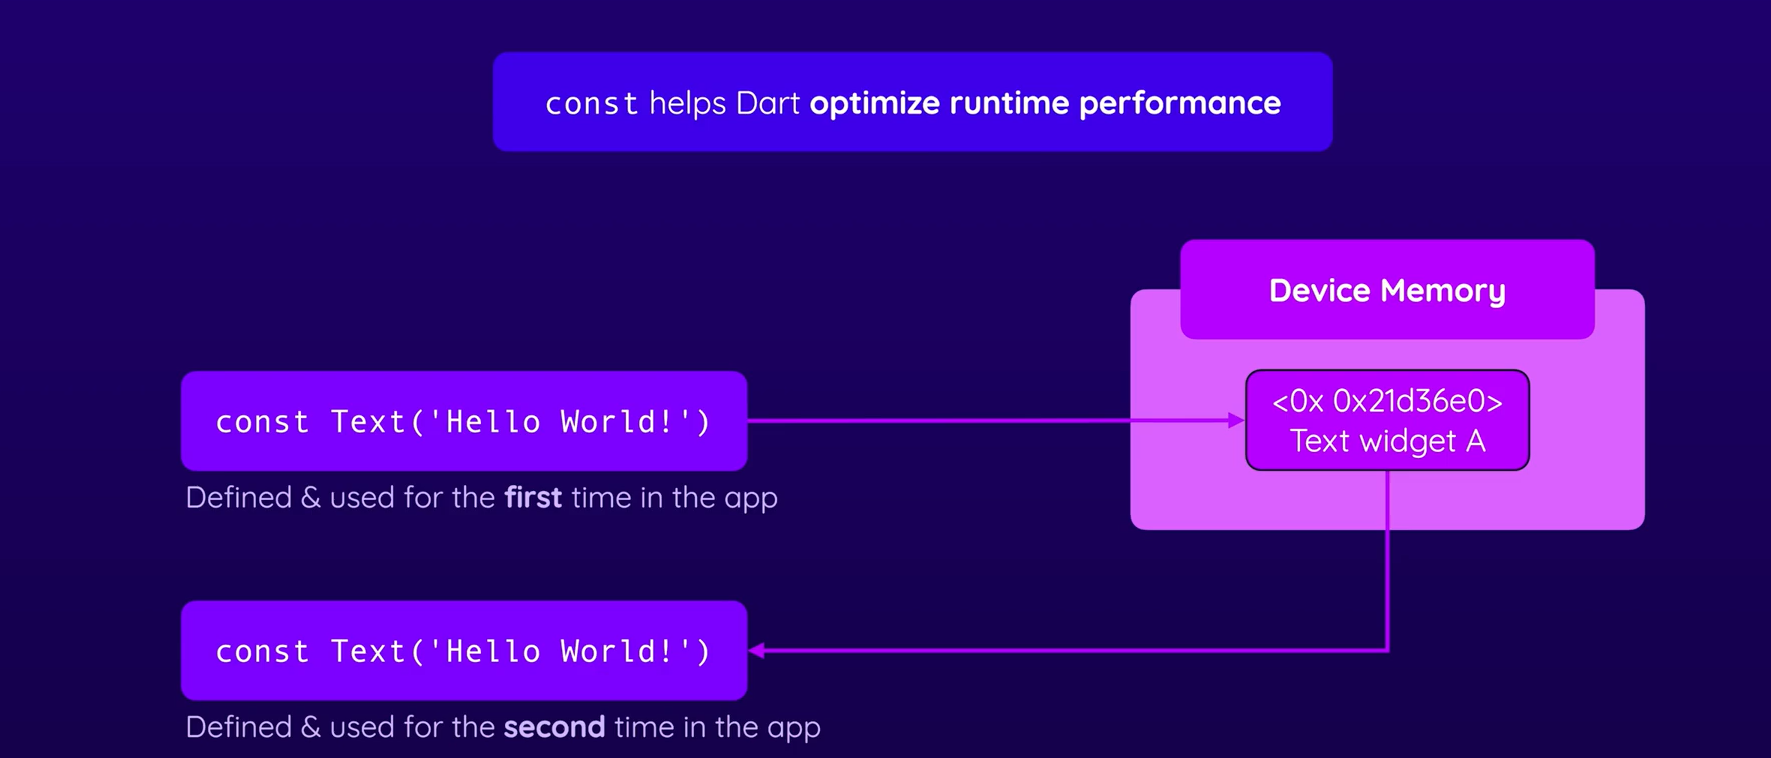 const helps Dart optimize runtime performance
Device Memory
const Text('Hello World!')
<0x 0x21d36e0>
Text widget A
Defined & used for the first time in the app
const Text('Hello World!')
Defined & used for the second time in the app